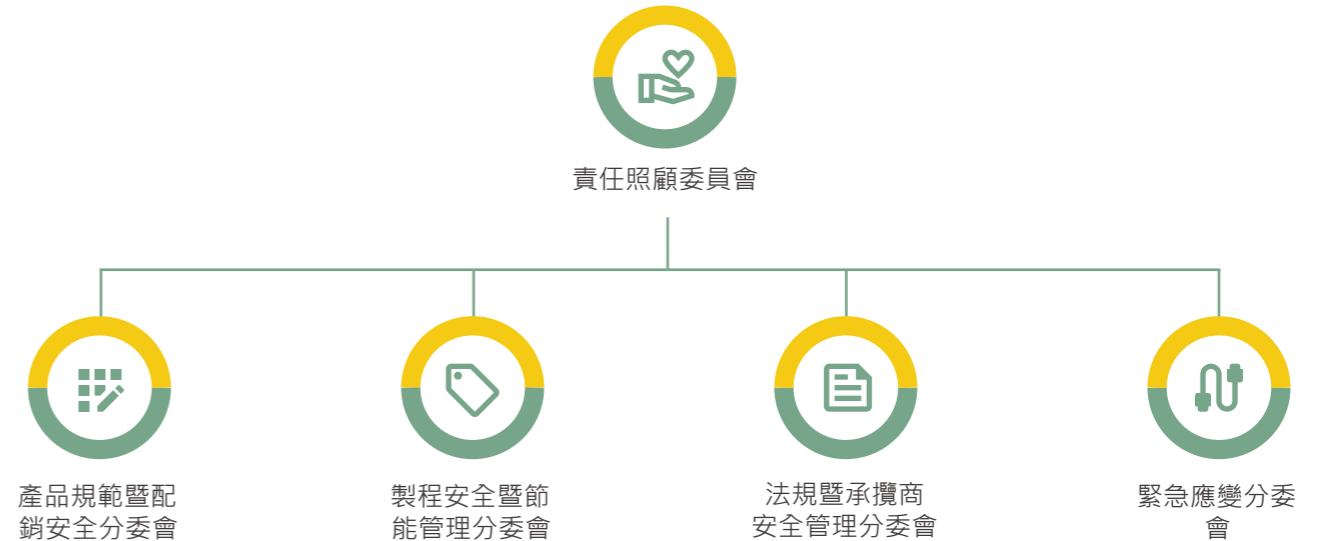 責任照顧委員會
產品規範暨配
銷安全分委會
製程安全暨節
能管理分委會
法規暨承攬商
安全管理分委會
緊急應變分委
會